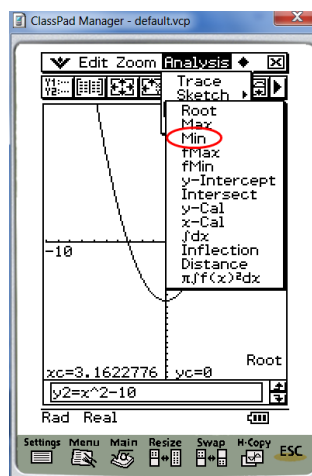 ClassPad Manager - default.vcp
Edit Zoom Analysis
Y1:...
Y2:...
Trace
Sketch
Root
Max
Min
fMax
fMin
y-Intercept
Intersect
y-Cal
x-Cal
∫dx
Inflection
Distance
π∫f(x)²dx
-10
Root
xc=3.1622776 yc=0
y2=x^2-10
Rad Real
Settings Menu Main Resize Swap H-Copy ESC